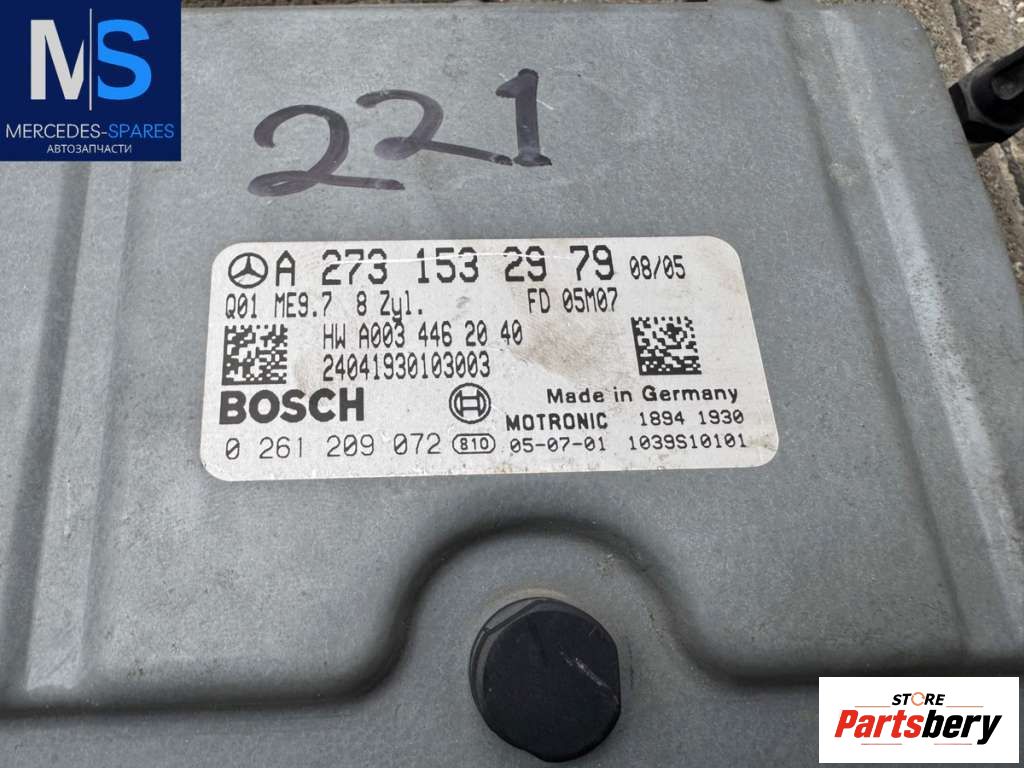 MS
MERCEDES-SPARES
АВТОЗАПЧАСТИ
221
A 273 153 29 79 08/05
Q01 ME9.7 8 Zyl. FD 05M07
HW A003 446 20 40
24041930103003
BOSCH
Made in Germany
MOTRONIC 1894 1930
0 261 209 072 810 05-07-01 1039S10101
STORE
Partsbery